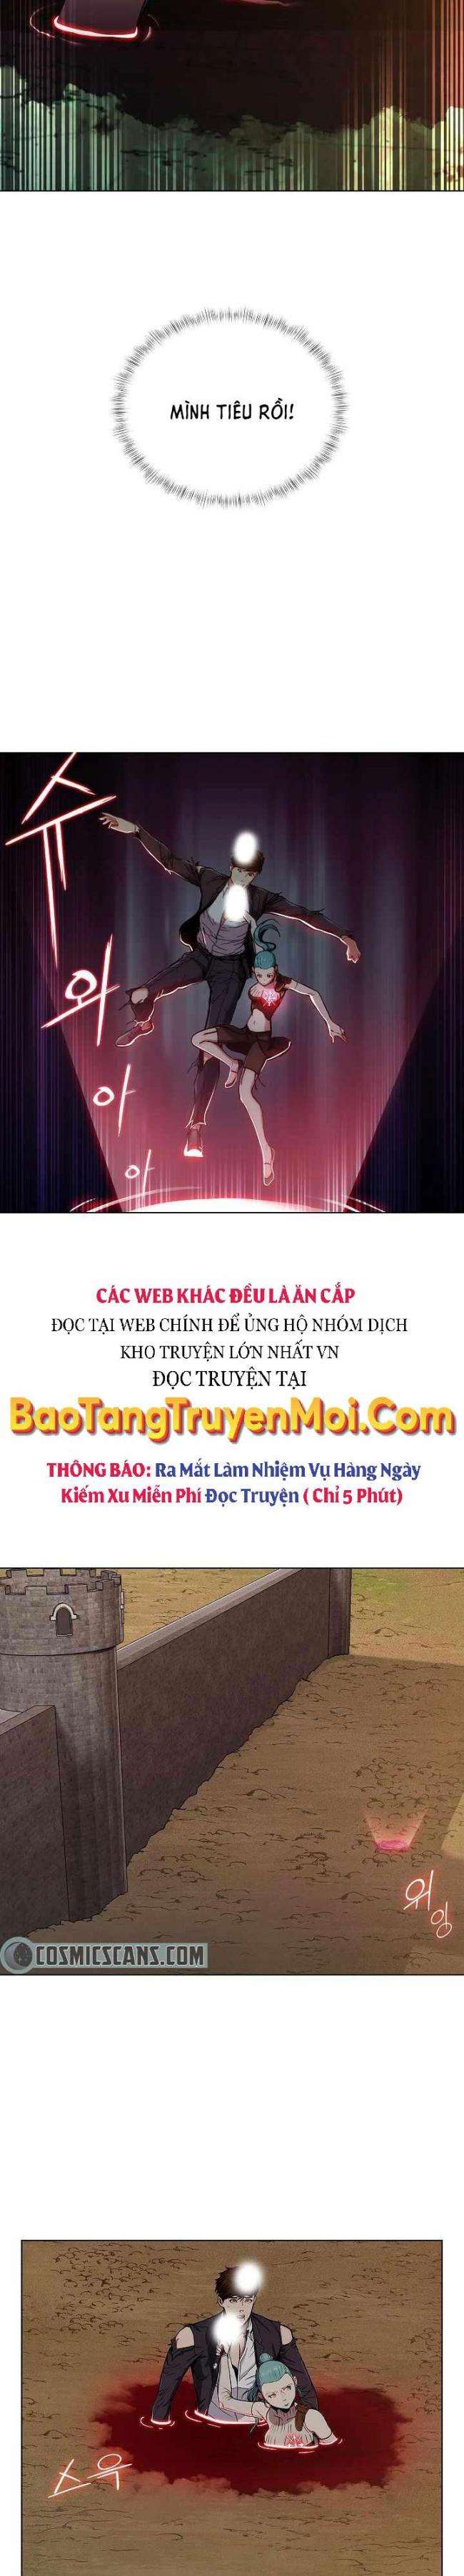 MÌNH TIÊU RỒI!
슈
와
아
아
CÁC WEB KHÁC ĐỀU LÀ ĂN CẮP
ĐỌC TẠI WEB CHÍNH ĐỂ ỦNG HỘ NHÓM DỊCH
KHO TRUYỆN LỚN NHẤT VN
ĐỌC TRUYỆN TẠI
BaoTangTruyenMoi.Com
THÔNG BÁO: Ra Mắt Làm Nhiệm Vụ Hàng Ngày
Kiếm Xu Miễn Phí Đọc Truyện ( Chỉ 5 Phút)
위
잉
COSMICSCANS.COM
스윽